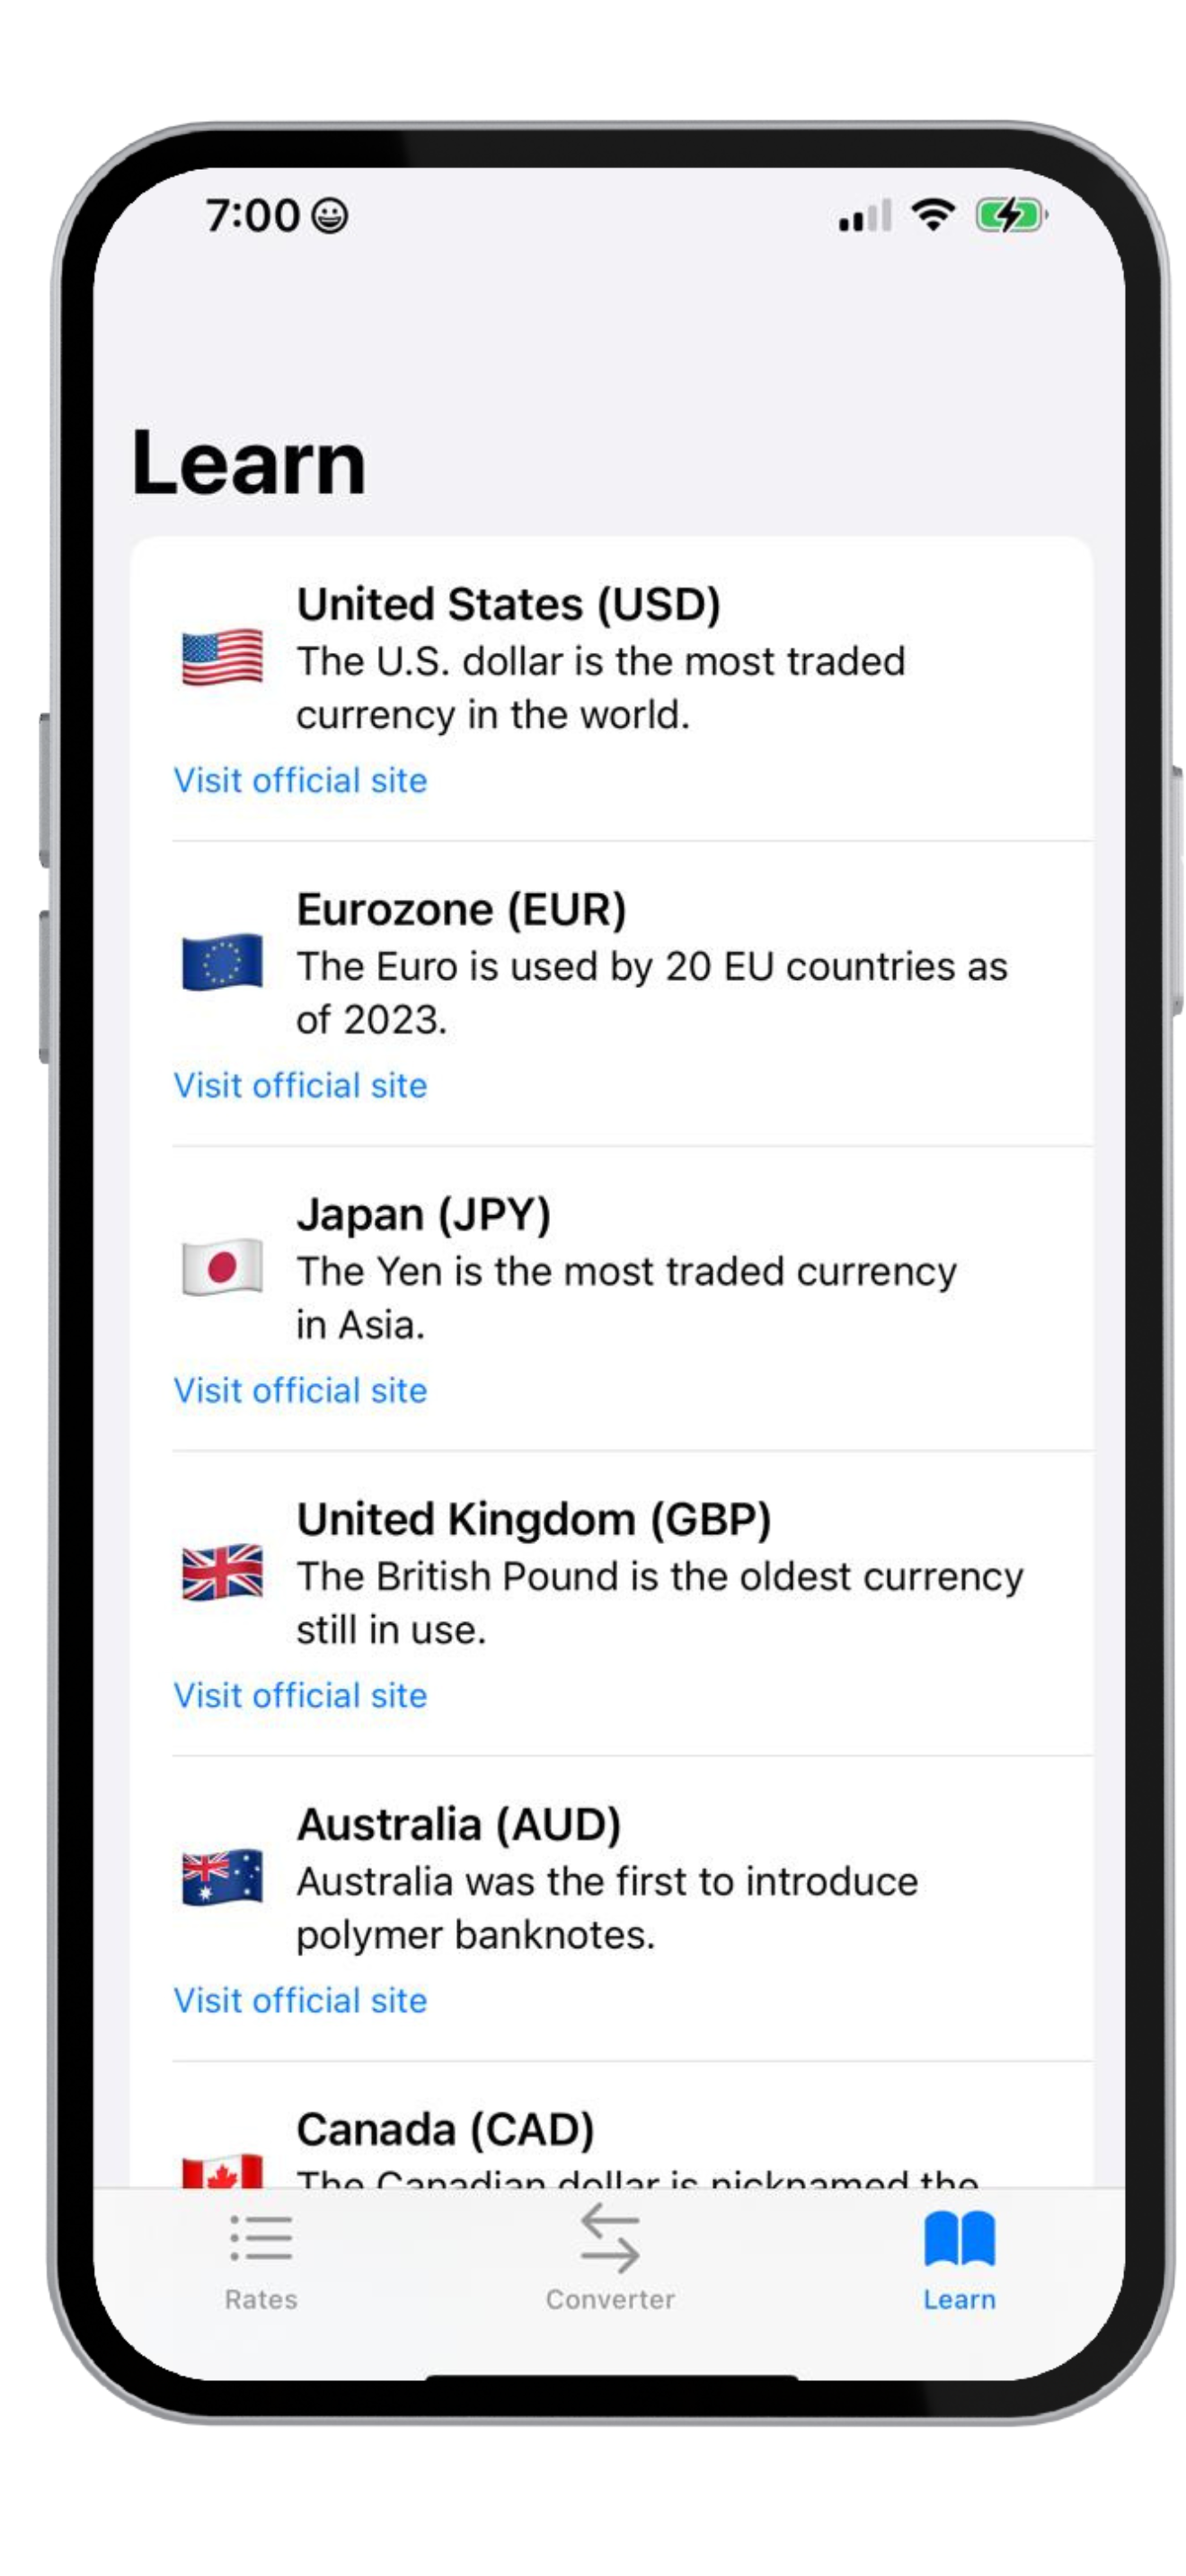 7:00
Learn
United States (USD)
The U.S. dollar is the most traded
currency in the world.
Visit official site
Eurozone (EUR)
The Euro is used by 20 EU countries as
of 2023.
Visit official site
Japan (JPY)
The Yen is the most traded currency
in Asia.
Visit official site
United Kingdom (GBP)
The British Pound is the oldest currency
still in use.
Visit official site
Australia (AUD)
Australia was the first to introduce
polymer banknotes.
Visit official site
Canada (CAD)
The Canadian dollar is nicknamed the
Rates
Converter
Learn